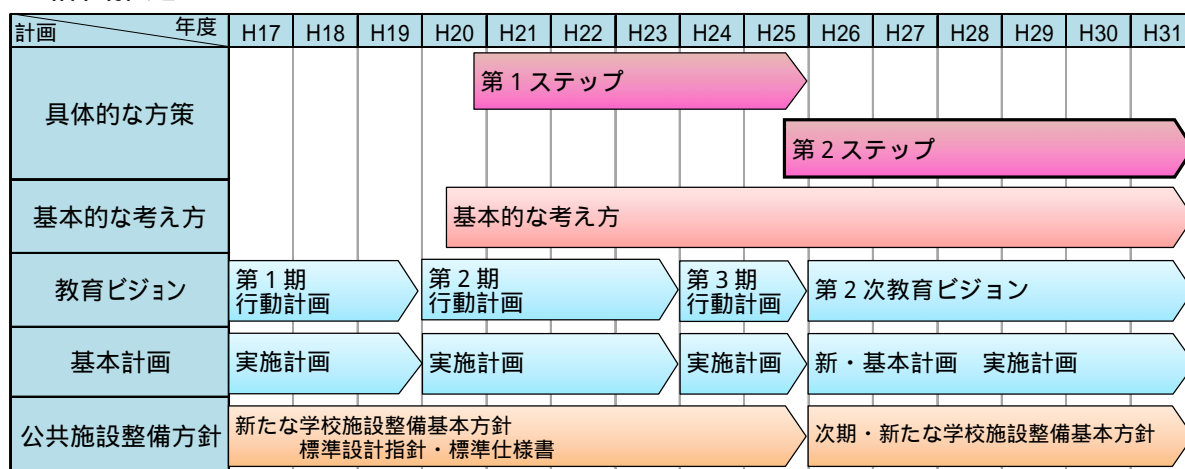 計画 年度 H17 H18 H19 H20 H21 H22 H23 H24 H25 H26 H27 H28 H29 H30 H31
具体的な方策
第１ステップ
第２ステップ
基本的な考え方 基本的な考え方
教育ビジョン
第１期
行動計画
第２期
行動計画
第３期
行動計画
第２次教育ビジョン
基本計画 実施計画 実施計画 実施計画 新・基本計画　実施計画
公共施設整備方針
新たな学校施設整備基本方針
標準設計指針・標準仕様書
次期・新たな学校施設整備基本方針